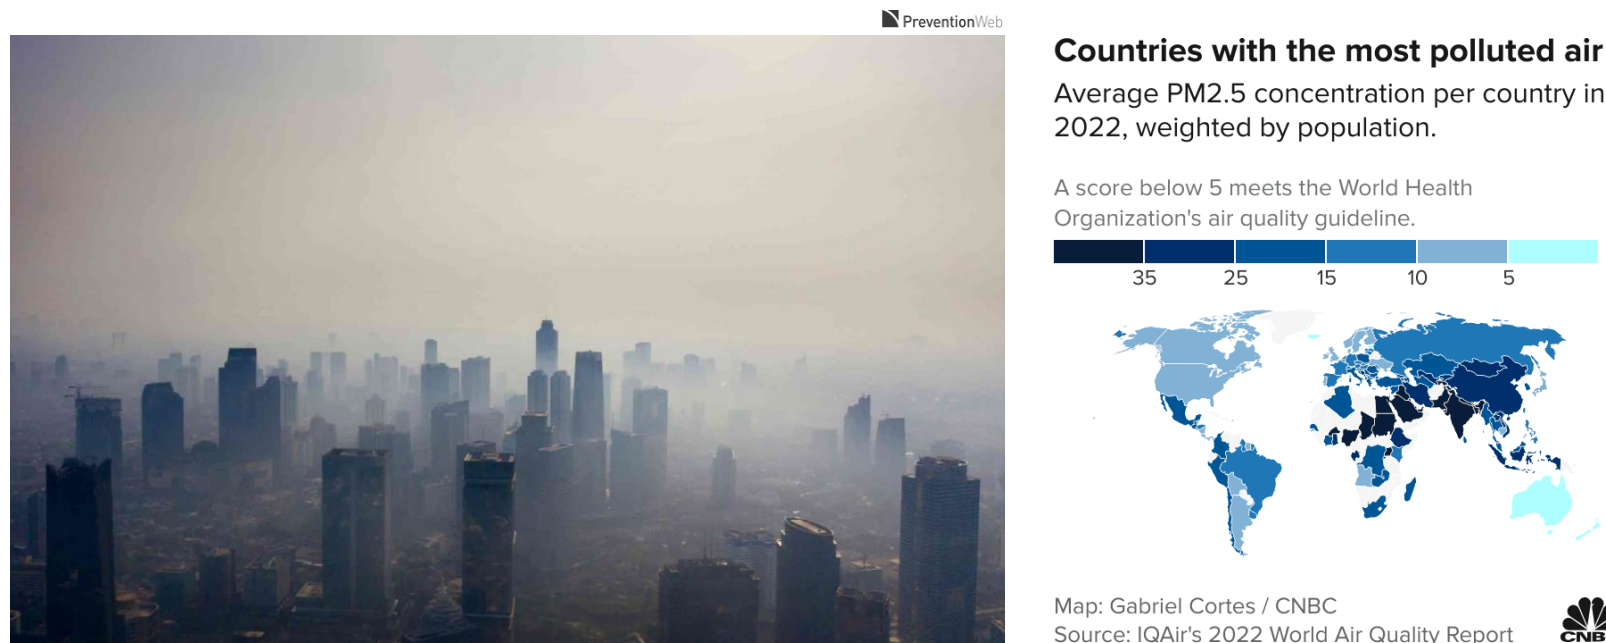 PreventionWeb
Countries with the most polluted air
Average PM2.5 concentration per country in
2022, weighted by population.
A score below 5 meets the World Health
Organization's air quality guideline.
35 25 15 10 5
Map: Gabriel Cortes / CNBC
Source: IQAir's 2022 World Air Quality Report
CNBC